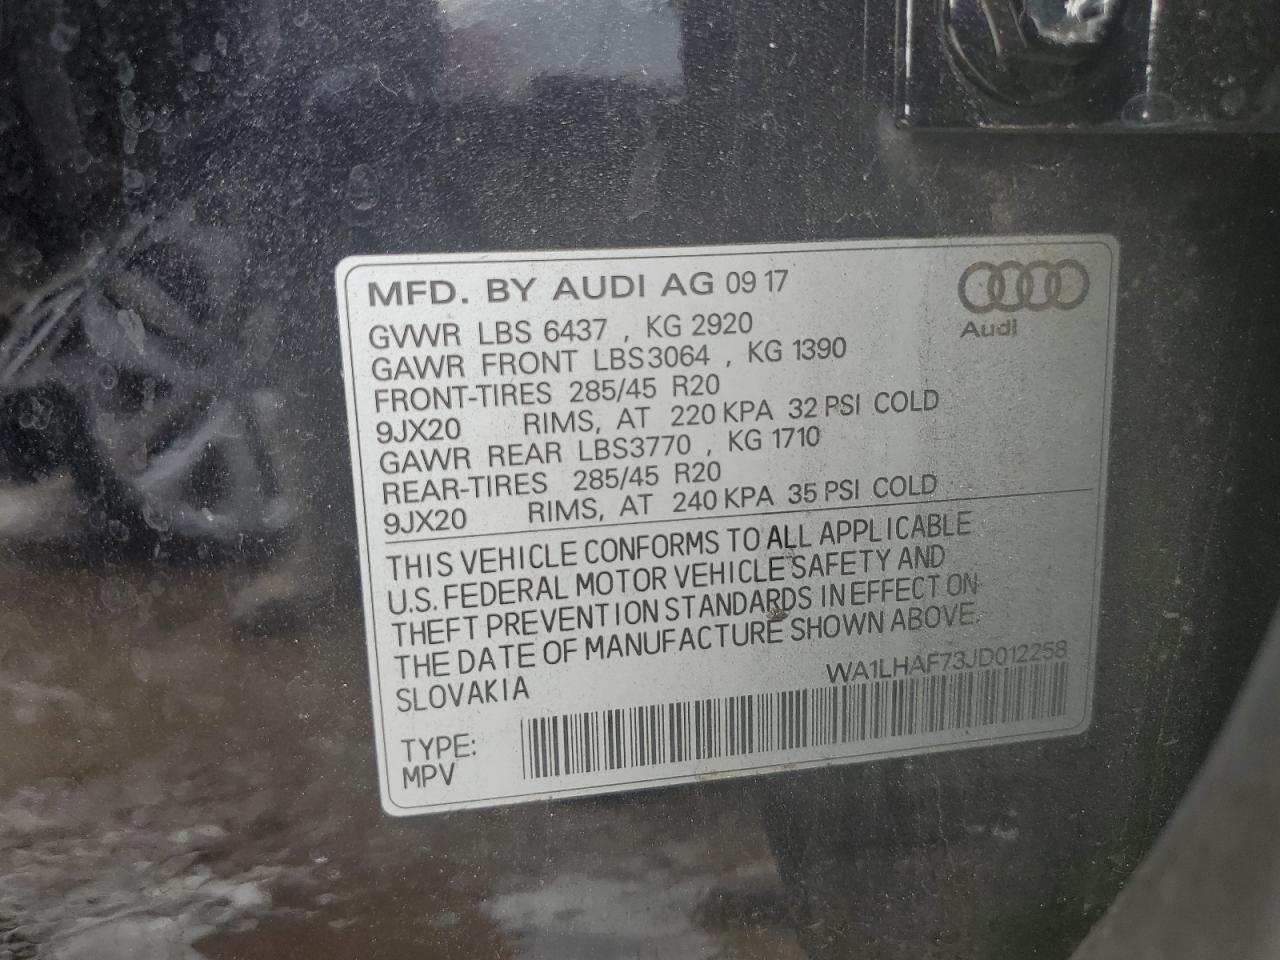 MFD. BY AUDI AG 09 17
Audi
GVWR LBS 6437 , KG 2920
GAWR FRONT LBS3064 , KG 1390
FRONT-TIRES 285/45 R20
9JX20 RIMS, AT 220 KPA 32 PSI COLD
GAWR REAR LBS3770 , KG 1710
REAR-TIRES 285/45 R20
9JX20 RIMS, AT 240 KPA 35 PSI COLD
THIS VEHICLE CONFORMS TO ALL APPLICABLE
U.S. FEDERAL MOTOR VEHICLE SAFETY AND
THEFT PREVENTION STANDARDS IN EFFECT ON
THE DATE OF MANUFACTURE SHOWN ABOVE.
SLOVAKIA WA1LHAF73JD012258
TYPE:
MPV